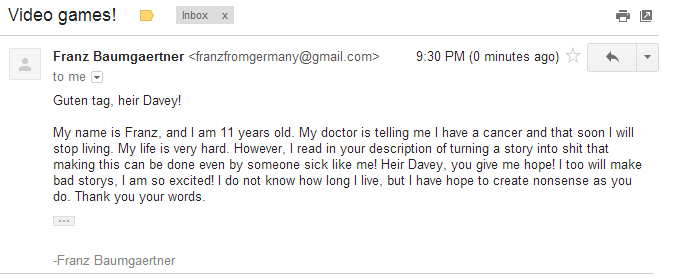 Video games!
Inbox x
Franz Baumgaertner <franzfromgermany@gmail.com> 9:30 PM (0 minutes ago)
to me
Guten tag, heir Davey!
My name is Franz, and I am 11 years old. My doctor is telling me I have a cancer and that soon I will
stop living. My life is very hard. However, I read in your description of turning a story into shit that
making this can be done even by someone sick like me! Heir Davey, you give me hope! I too will make
bad storys, I am so excited! I do not know how long I live, but I have hope to create nonsense as you
do. Thank you your words.
-Franz Baumgaertner